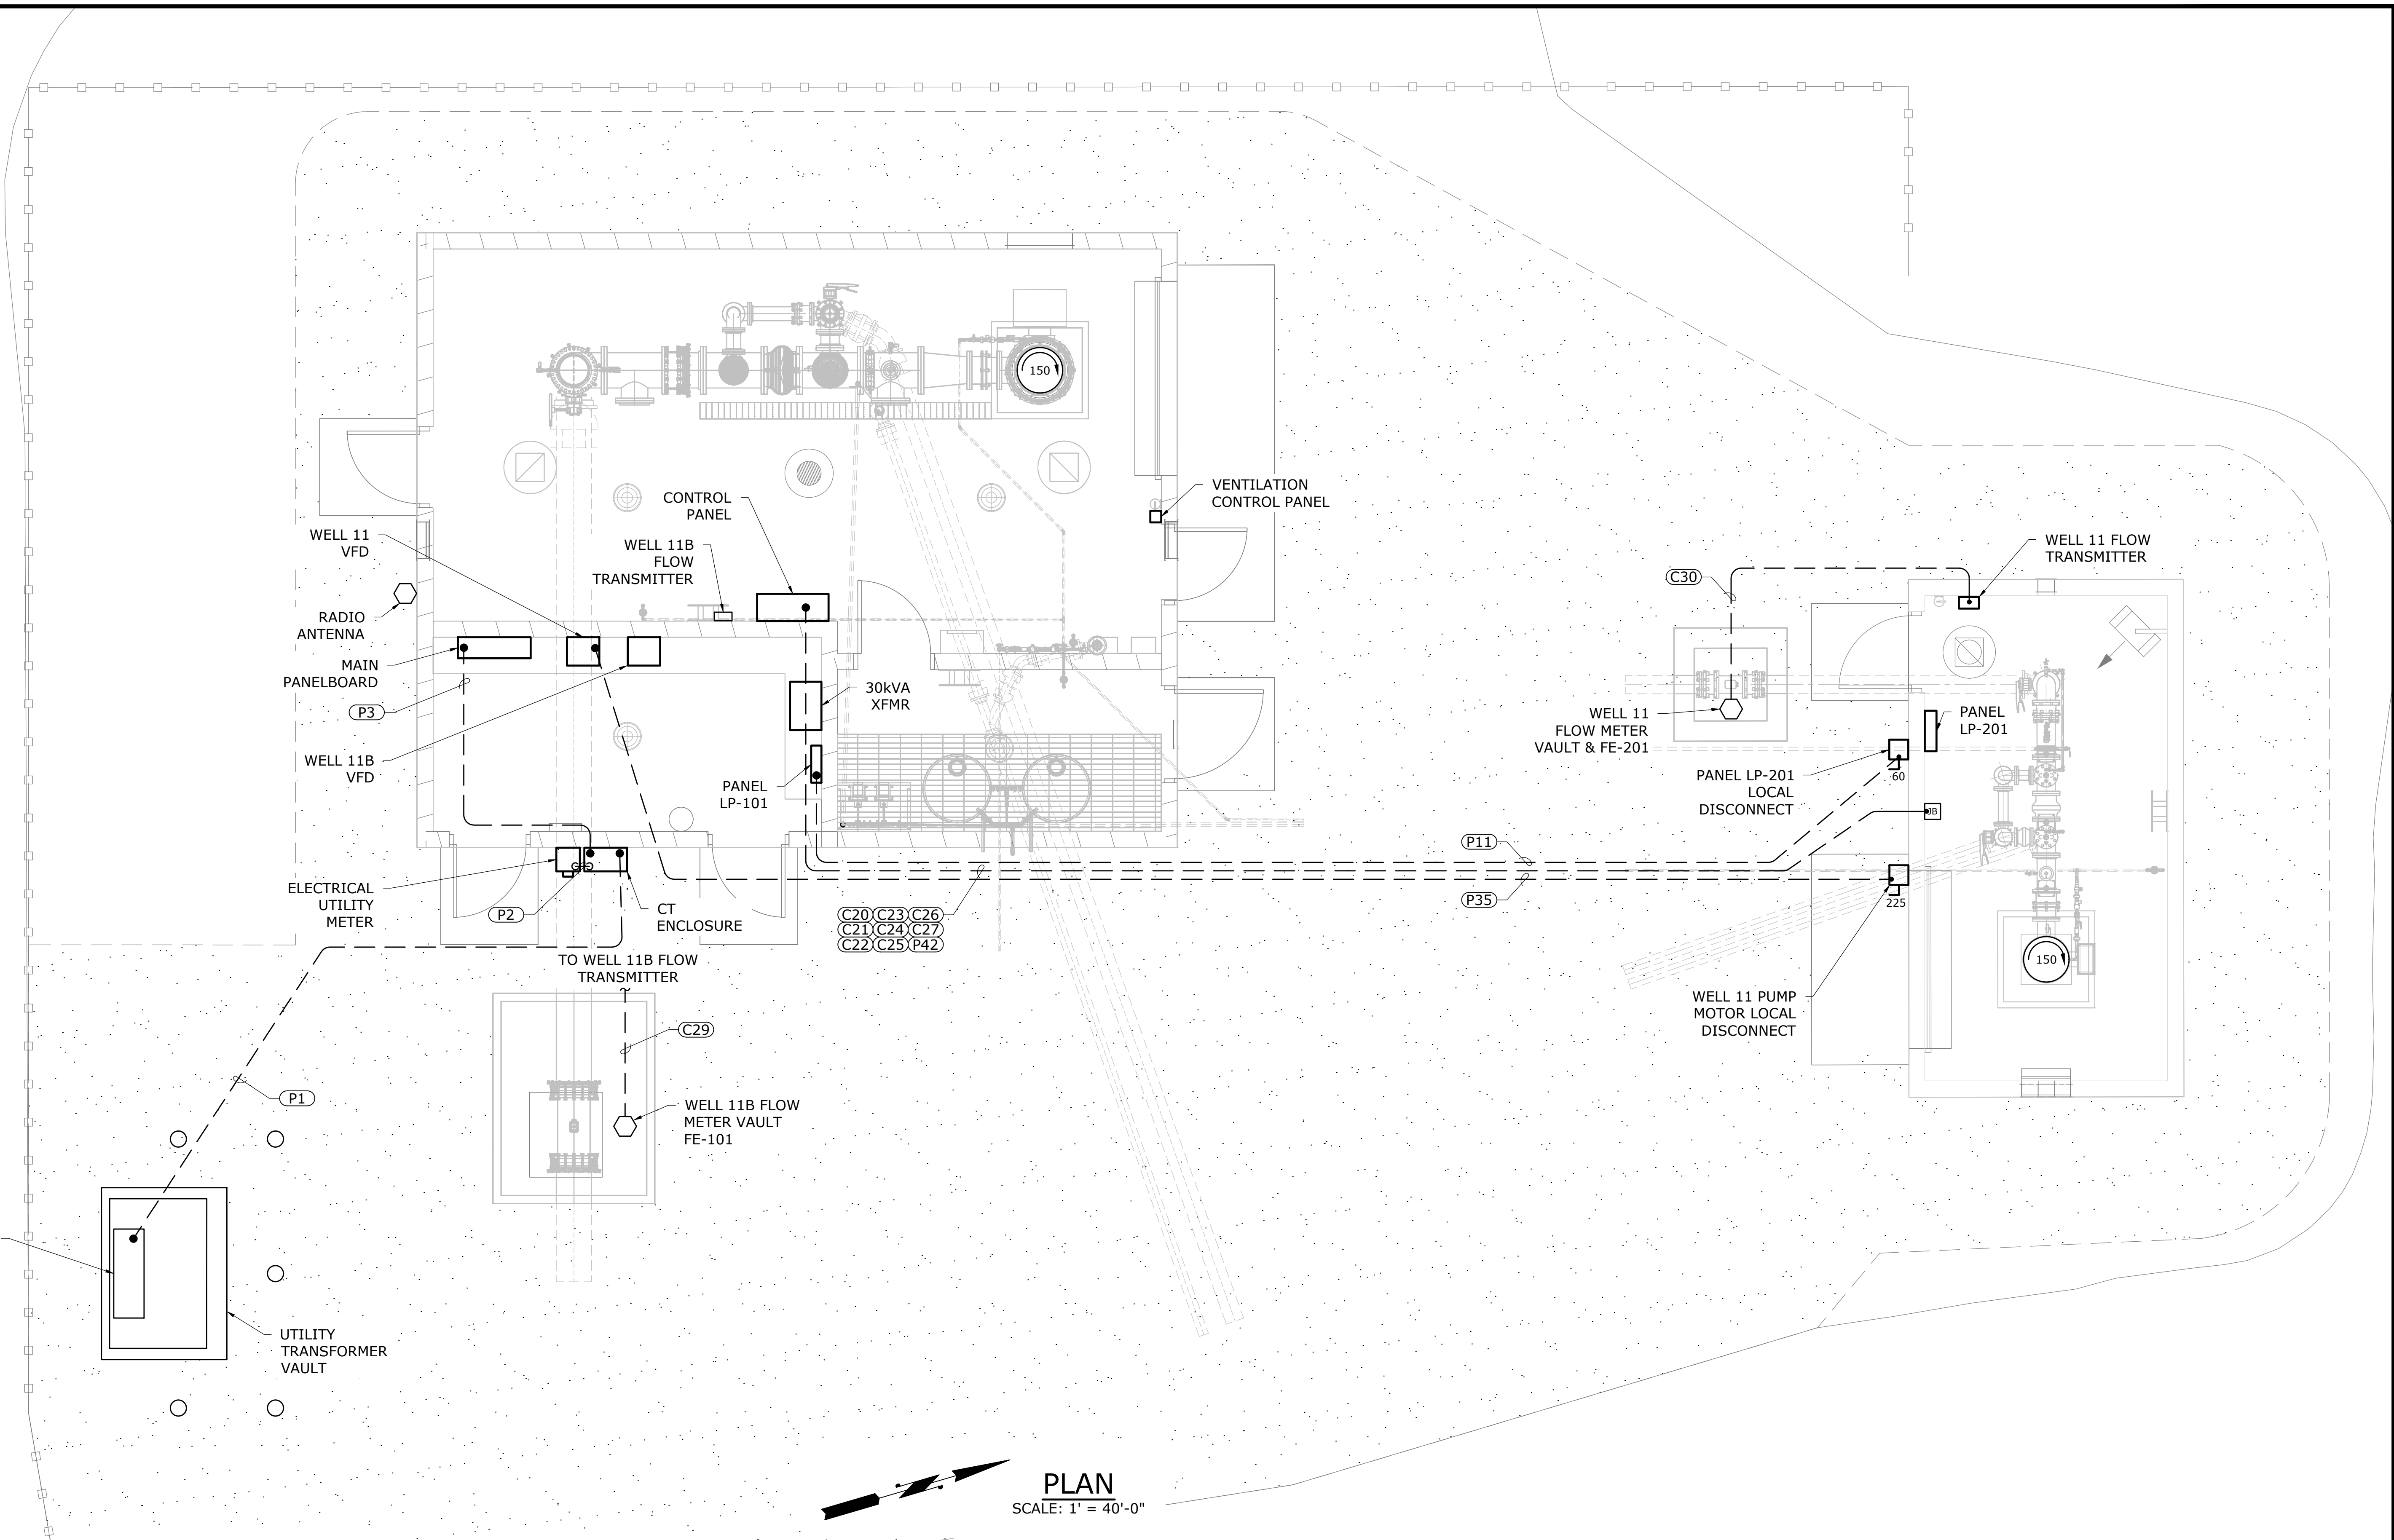 150
CONTROL
PANEL
VENTILATION
CONTROL PANEL
WELL 11
VFD
WELL 11B
FLOW
TRANSMITTER
WELL 11 FLOW
TRANSMITTER
C30
RADIO
ANTENNA
MAIN
PANELBOARD
30kVA
XFMR
P3
WELL 11
FLOW METER
VAULT & FE-201
PANEL
LP-201
WELL 11B
VFD
PANEL
LP-101
PANEL LP-201
LOCAL
DISCONNECT
60
JB
P11
ELECTRICAL
UTILITY
METER
P2
CT
ENCLOSURE
C20 C23 C26
C21 C24 C27
C22 C25 P42
P35
225
TO WELL 11B FLOW
TRANSMITTER
150
WELL 11 PUMP
MOTOR LOCAL
DISCONNECT
C29
P1
WELL 11B FLOW
METER VAULT
FE-101
UTILITY
TRANSFORMER
VAULT
PLAN
SCALE: 1' = 40'-0"